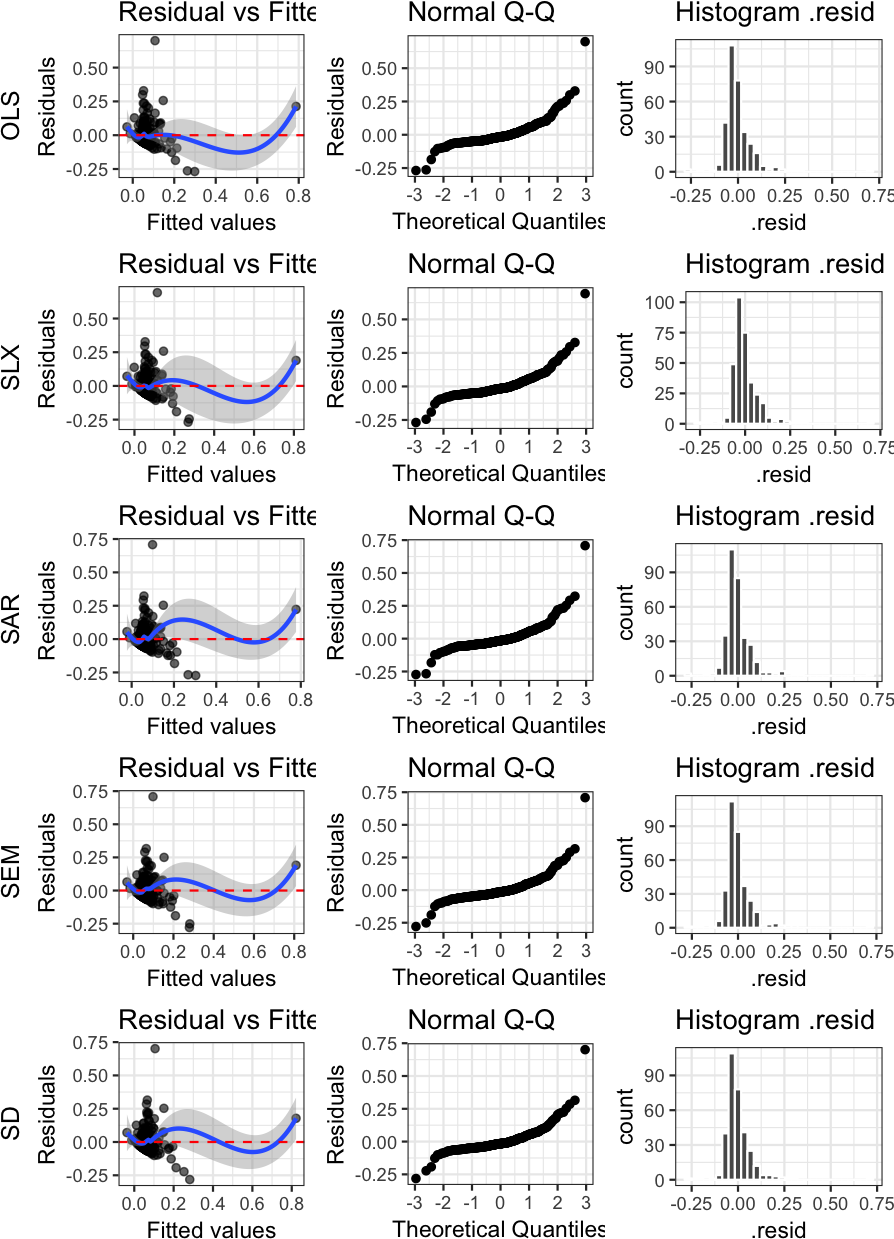 Residual vs Fitte
Normal Q-Q
Histogram .resid
OLS
Residuals
0.50
0.25
0.00
-0.25
0.0 0.2 0.4 0.6 0.8
Fitted values
Residuals
0.50
0.25
0.00
-0.25
-3 -2 -1 0 1 2 3
Theoretical Quantiles
count
90
60
30
0
-0.25 0.00 0.25 0.50 0.75
.resid
Residual vs Fitte
Normal Q-Q
Histogram .resid
SLX
Residuals
0.50
0.25
0.00
-0.25
0.0 0.2 0.4 0.6 0.8
Fitted values
Residuals
0.50
0.25
0.00
-0.25
-3 -2 -1 0 1 2 3
Theoretical Quantiles
count
100
75
50
25
0
-0.25 0.00 0.25 0.50 0.75
.resid
Residual vs Fitte
Normal Q-Q
Histogram .resid
SAR
Residuals
0.75
0.50
0.25
0.00
-0.25
0.0 0.2 0.4 0.6 0.8
Fitted values
Residuals
0.75
0.50
0.25
0.00
-0.25
-3 -2 -1 0 1 2 3
Theoretical Quantiles
count
90
60
30
0
-0.25 0.00 0.25 0.50 0.75
.resid
Residual vs Fitte
Normal Q-Q
Histogram .resid
SEM
Residuals
0.75
0.50
0.25
0.00
-0.25
0.0 0.2 0.4 0.6 0.8
Fitted values
Residuals
0.75
0.50
0.25
0.00
-0.25
-3 -2 -1 0 1 2 3
Theoretical Quantiles
count
90
60
30
0
-0.25 0.00 0.25 0.50 0.75
.resid
Residual vs Fitte
Normal Q-Q
Histogram .resid
SD
Residuals
0.75
0.50
0.25
0.00
-0.25
0.0 0.2 0.4 0.6 0.8
Fitted values
Residuals
0.75
0.50
0.25
0.00
-0.25
-3 -2 -1 0 1 2 3
Theoretical Quantiles
count
90
60
30
0
-0.25 0.00 0.25 0.50 0.75
.resid